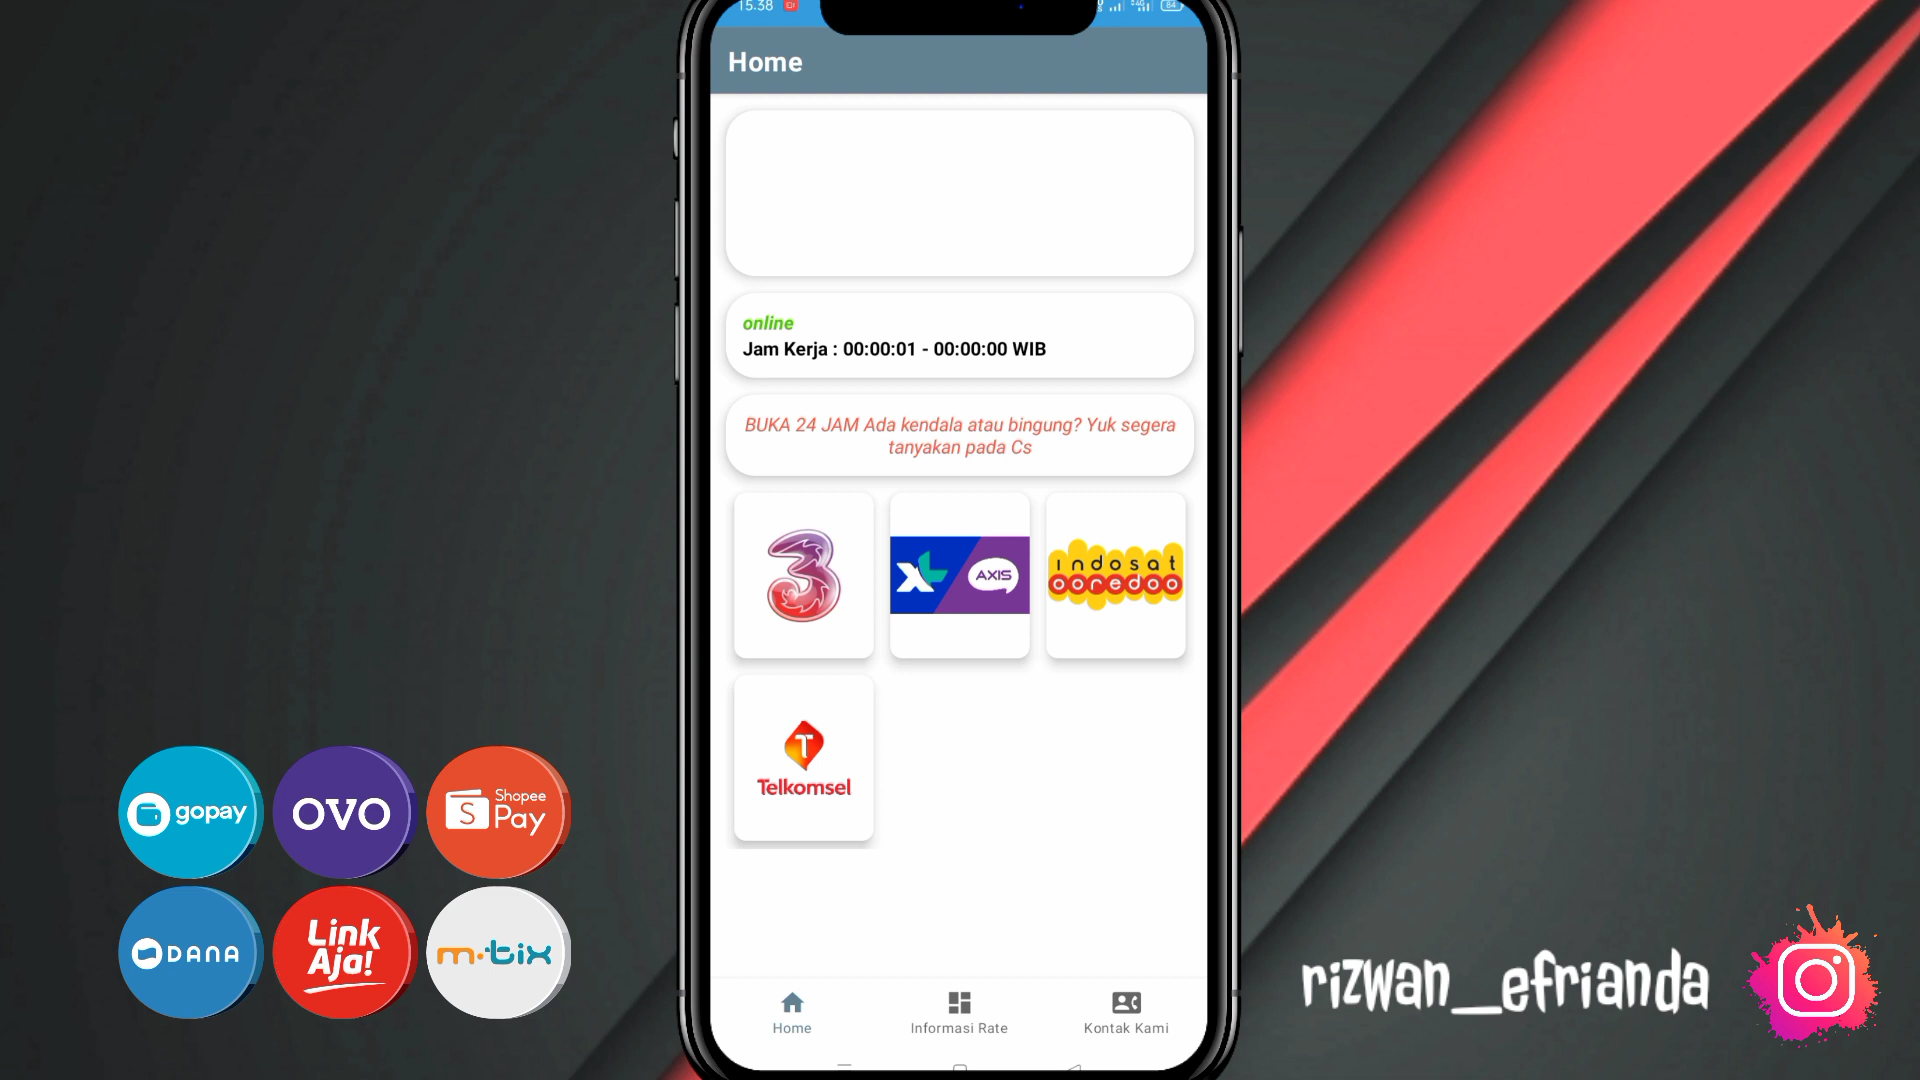 15.38
84
Home
online
Jam Kerja : 00:00:01 - 00:00:00 WIB
BUKA 24 JAM Ada kendala atau bingung? Yuk segera
tanyakan pada Cs
3
XL AXIS
indosat
ooredoo
T
Telkomsel
gopay
OVO
S Shopee
Pay
DANA
Link
Aja!
m·tix
Home
Informasi Rate
Kontak Kami
rizwan__efrianda